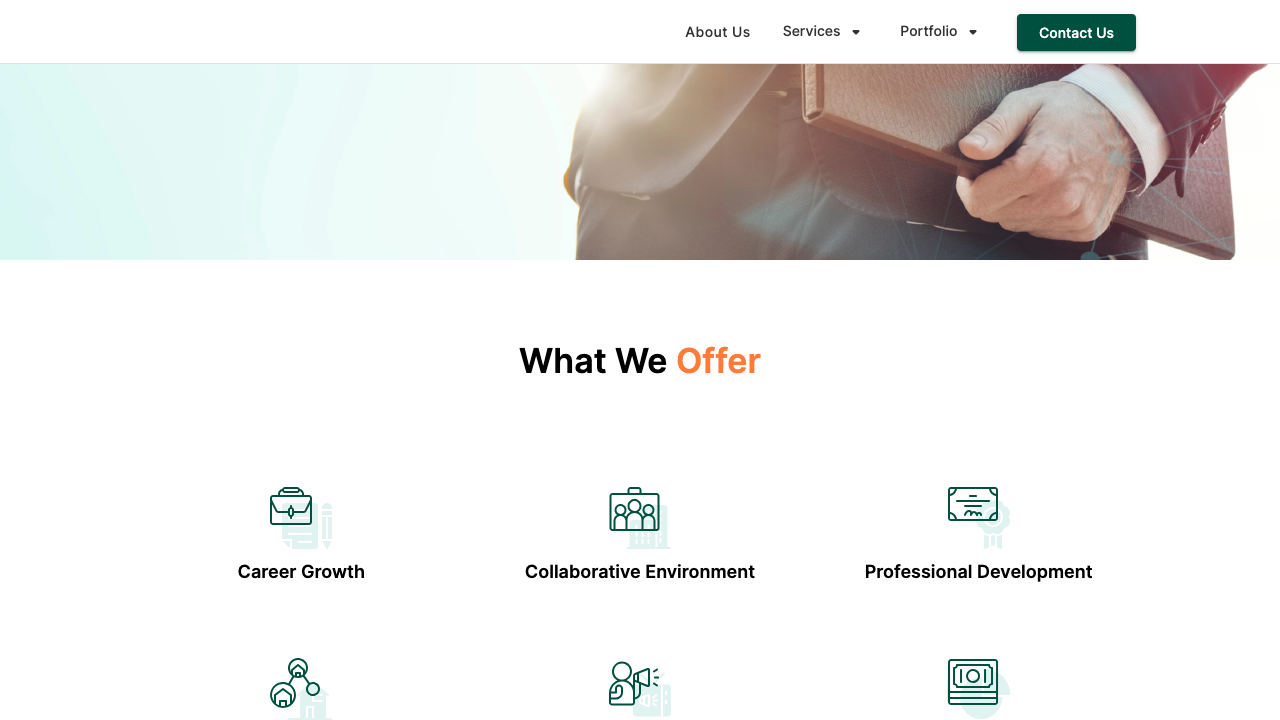 About Us
Services
Portfolio
Contact Us
What We Offer
Career Growth
Collaborative Environment
Professional Development